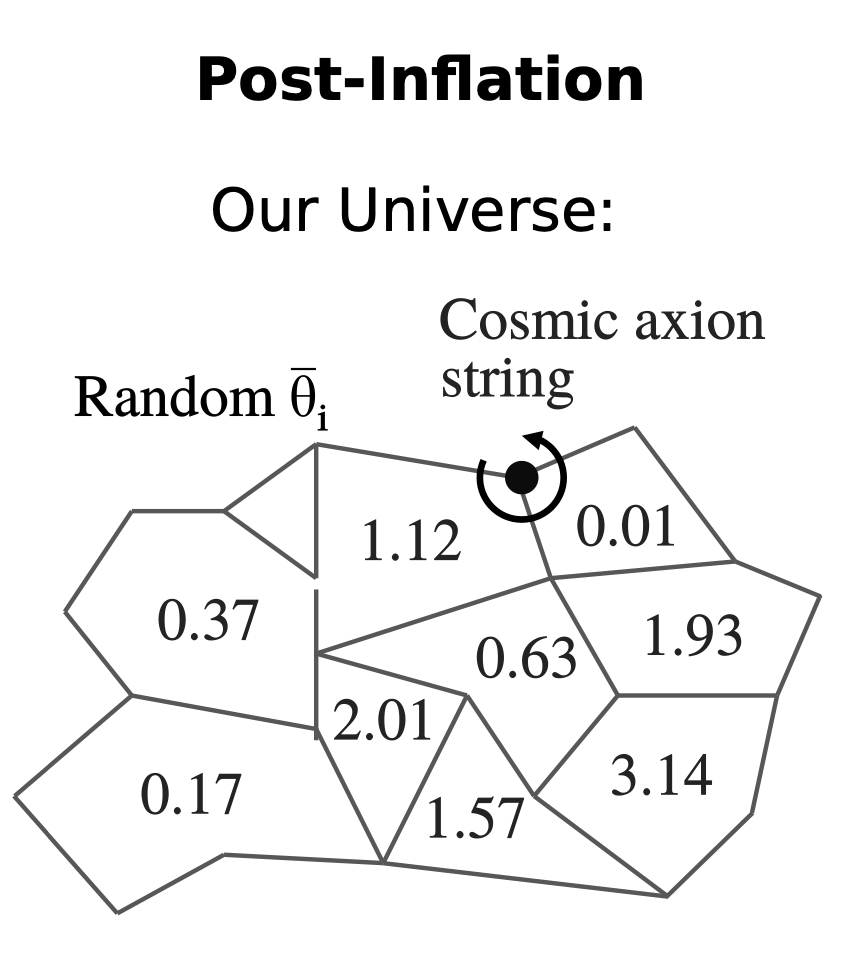 Post-Inflation
Our Universe:
Cosmic axion
string
Random θ̅ᵢ
1.12
0.01
0.37
0.63
1.93
2.01
0.17
3.14
1.57